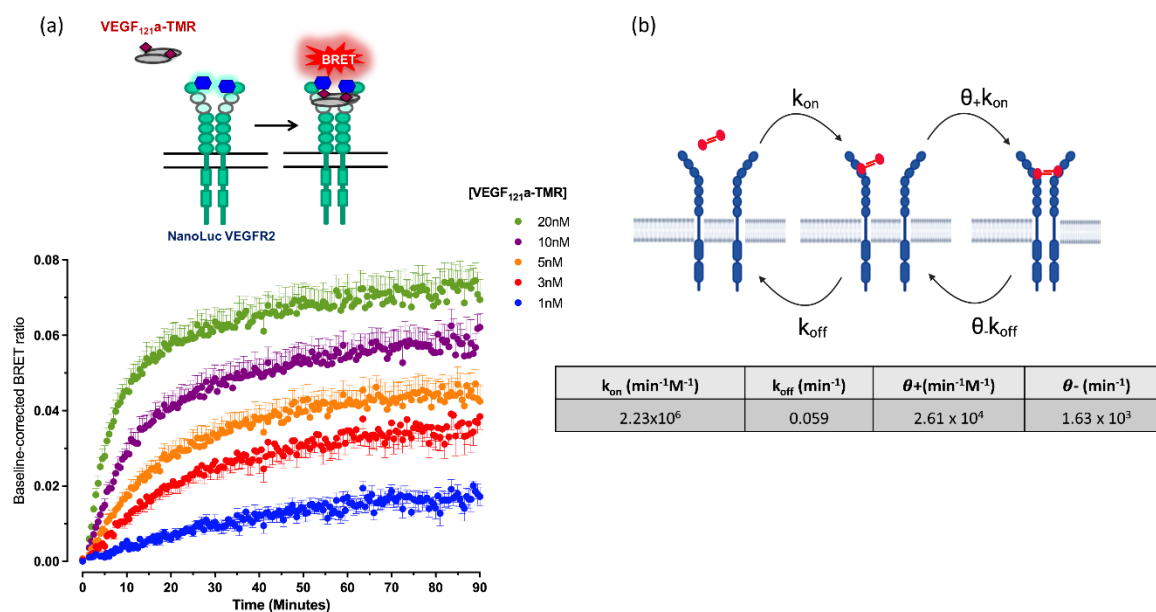 (a)
VEGF₁₂₁a-TMR
BRET
NanoLuc VEGFR2
[VEGF₁₂₁a-TMR]
20nM
10nM
5nM
3nM
1nM
Baseline-corrected BRET ratio
0.08
0.06
0.04
0.02
0.00
0 10 20 30 40 50 60 70 80 90
Time (Minutes)
(b)
kon θ₊kon
koff θ.koff
kon (min⁻¹M⁻¹) koff (min⁻¹) θ+(min⁻¹M⁻¹) θ- (min⁻¹)
2.23x10⁶ 0.059 2.61 x 10⁴ 1.63 x 10³